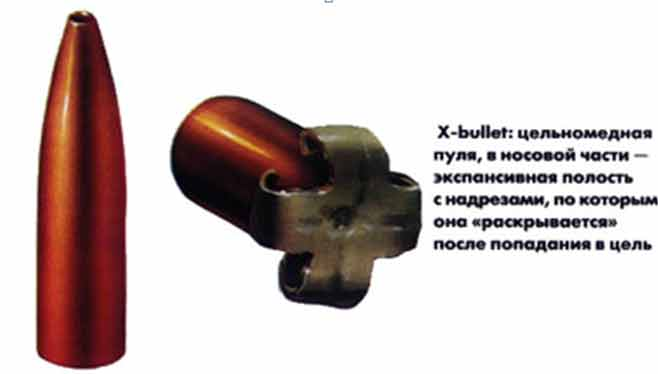 X-bullet: цельномедная
пуля, в носовой части —
экспансивная полость
с надрезами, по которым
она «раскрывается»
после попадания в цель